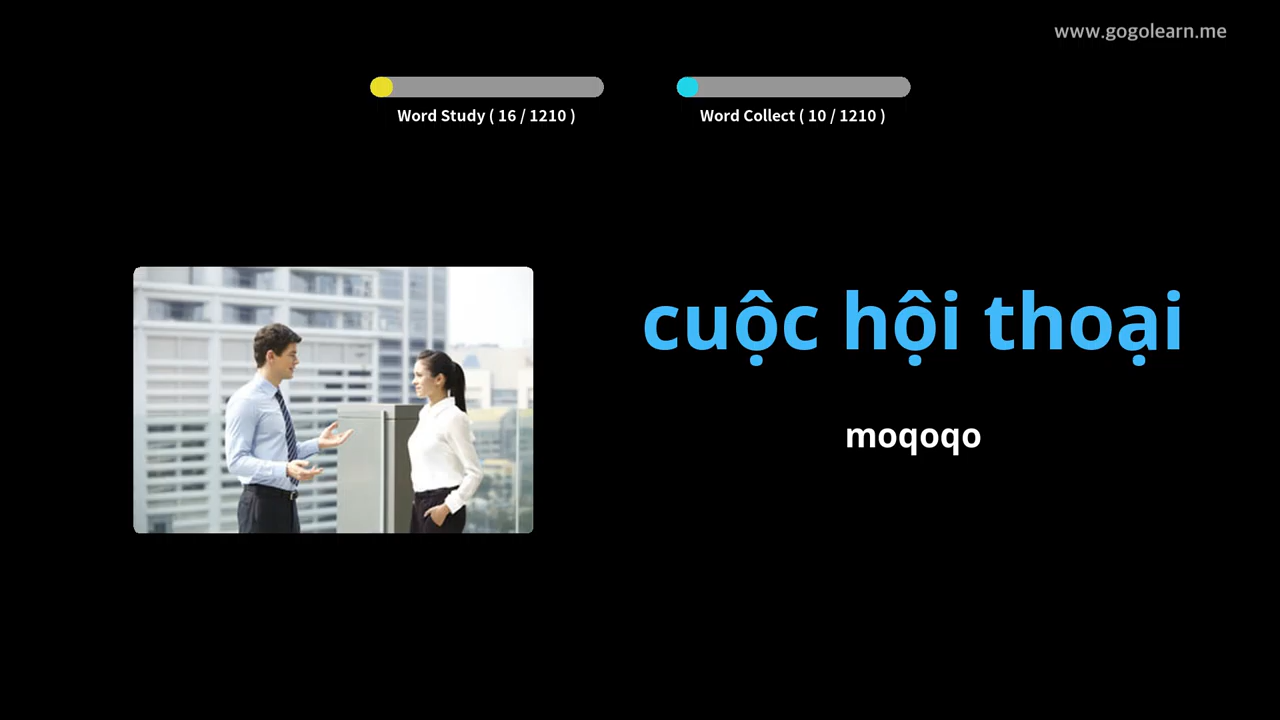 www.gogolearn.me
Word Study ( 16 / 1210 )
Word Collect ( 10 / 1210 )
cuộc hội thoại
moqoqo